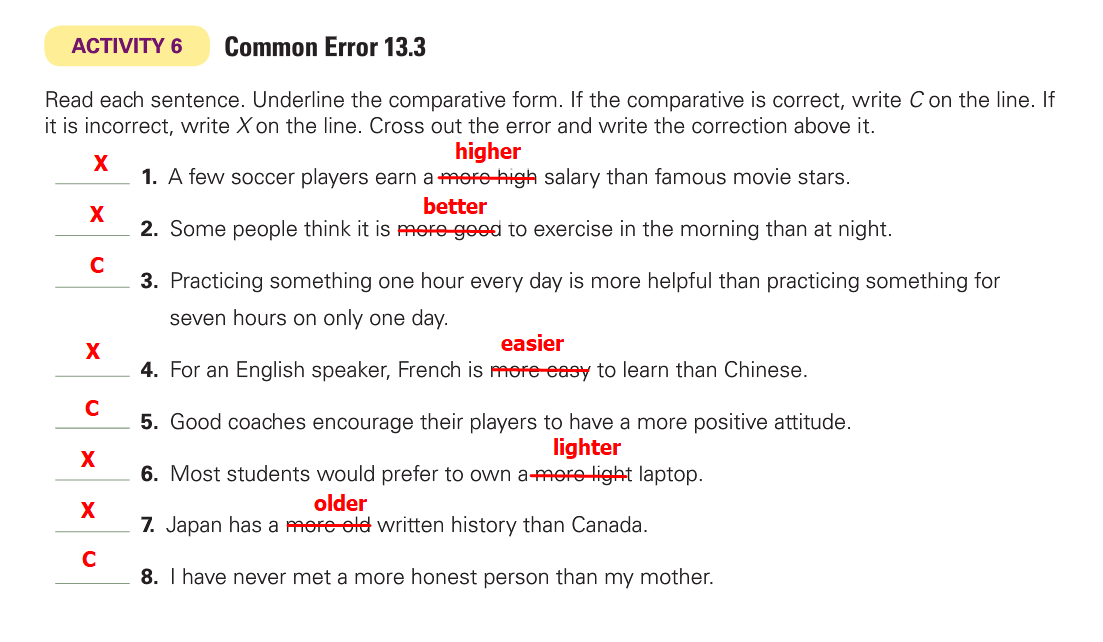 ACTIVITY 6 Common Error 13.3
Read each sentence. Underline the comparative form. If the comparative is correct, write C on the line. If
it is incorrect, write X on the line. Cross out the error and write the correction above it.
higher
X 1. A few soccer players earn a more high salary than famous movie stars.
better
X 2. Some people think it is more good to exercise in the morning than at night.
C 3. Practicing something one hour every day is more helpful than practicing something for
seven hours on only one day.
easier
X 4. For an English speaker, French is more easy to learn than Chinese.
C 5. Good coaches encourage their players to have a more positive attitude.
lighter
X 6. Most students would prefer to own a more light laptop.
older
X 7. Japan has a more old written history than Canada.
C 8. I have never met a more honest person than my mother.